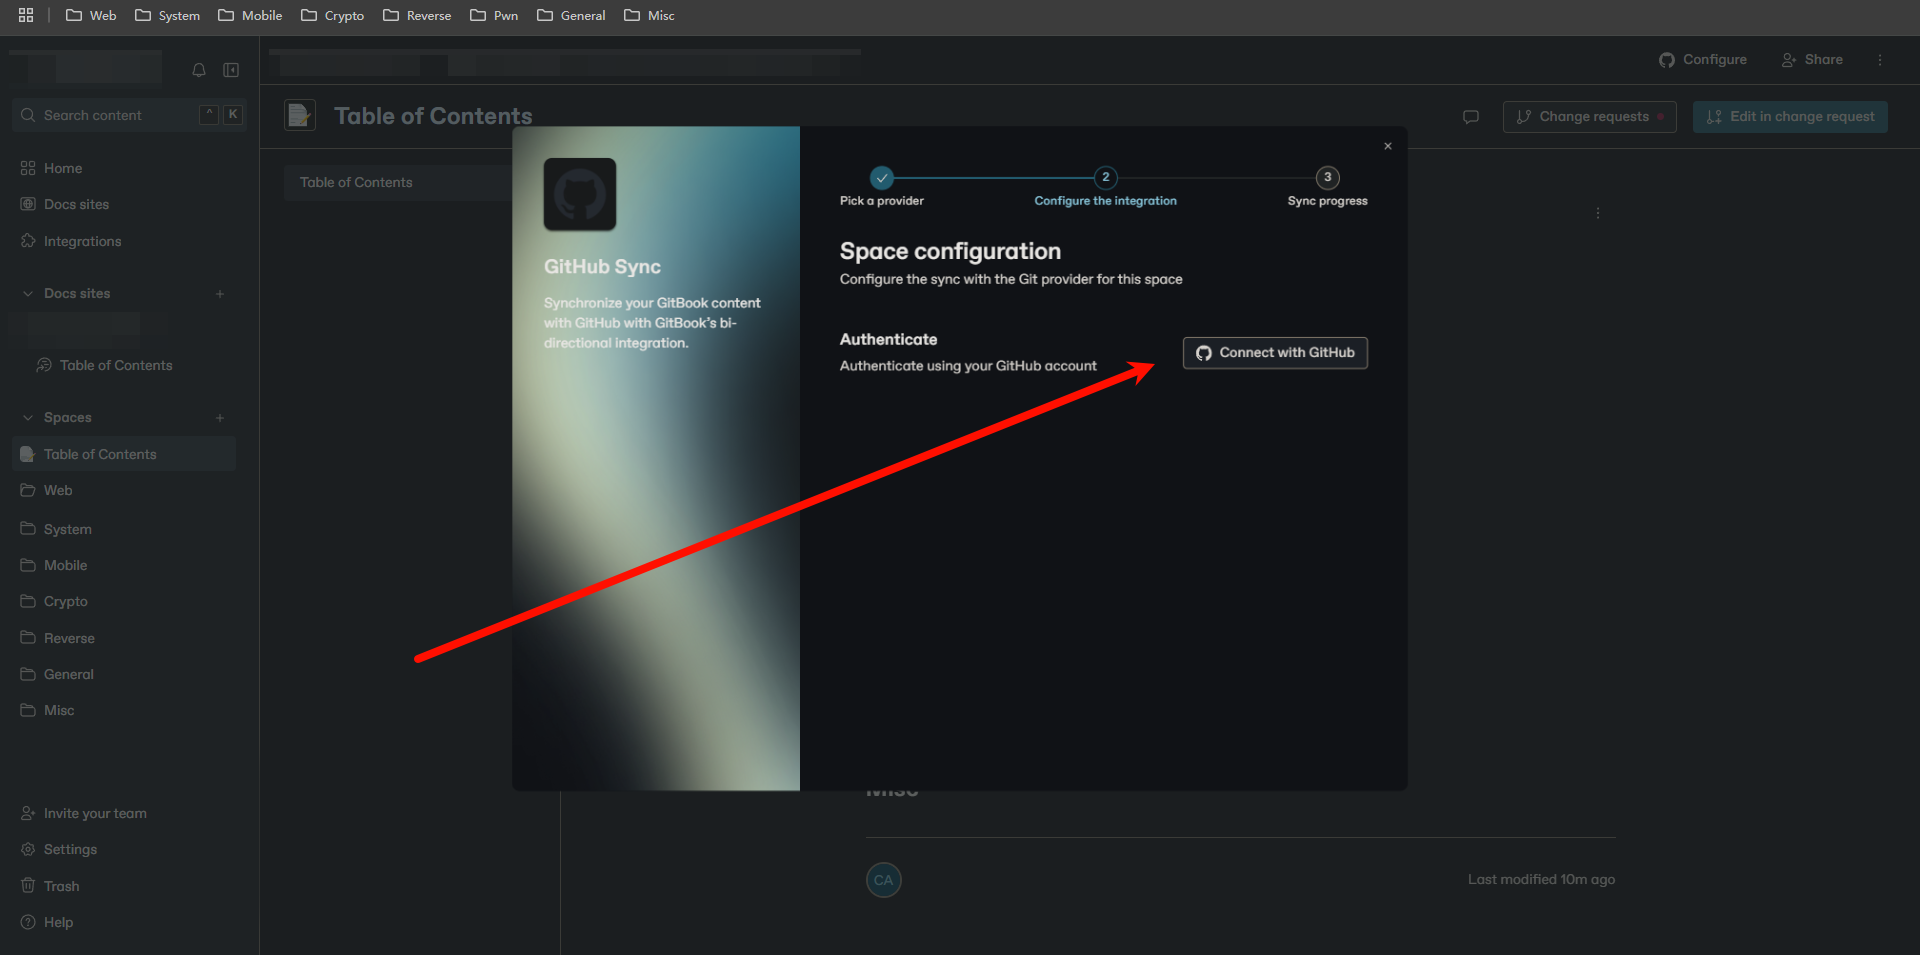 Web System Mobile Crypto Reverse Pwn General Misc
Configure Share
Search content ^ K
Table of Contents
Change requests Edit in change request
Home
Docs sites
Integrations
Docs sites
Table of Contents
Spaces
Table of Contents
Web
System
Mobile
Crypto
Reverse
General
Misc
Invite your team
Settings
Trash
Help
Table of Contents
GitHub Sync
Synchronize your GitBook content
with GitHub with GitBook's bi-
directional integration.
2 3
Pick a provider Configure the integration Sync progress
Space configuration
Configure the sync with the Git provider for this space
Authenticate
Authenticate using your GitHub account
Connect with GitHub
Misc
CA Last modified 10m ago